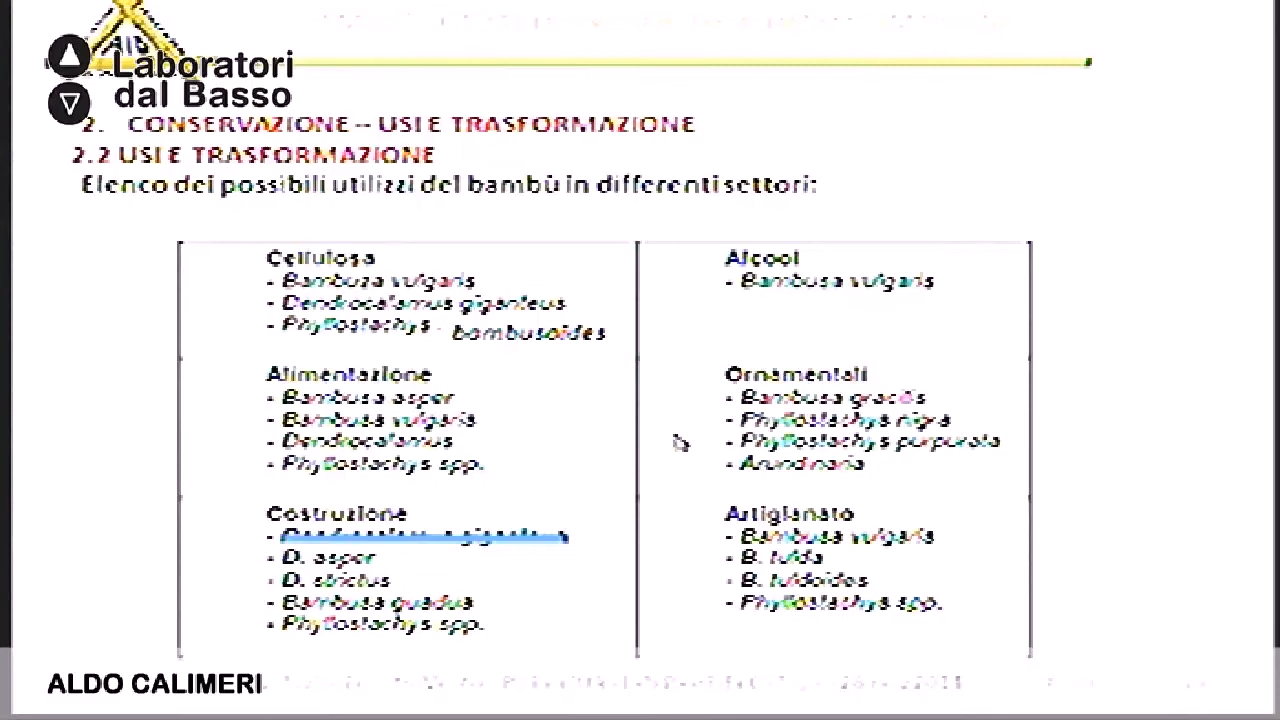 Laboratori
dal Basso
2. CONSERVAZIONE – USI E TRASFORMAZIONE
2.2 USI E TRASFORMAZIONE
Elenco dei possibili utilizzi del bambù in differenti settori:
Cellulosa
- Bambuza vulgaris
- Dendrocalamus giganteus
- Phyllostachys - bambusoides
Alcool
- Bambusa vulgaris
Alimentazione
- Bambusa asper
- Bambusa vulgaris
- Dendrocalamus
- Phyllostachys spp.
Ornamentali
- Bambusa gracilis
- Phyllostachys nigra
- Phyllostachys purpurata
- Arundinaria
Costruzione
- Dendrocalamus giganteus
- D. asper
- D. strictus
- Bambusa guadua
- Phyllostachys spp.
Artigianato
- Bambusa vulgaris
- B. tulda
- B. tuldoides
- Phyllostachys spp.
ALDO CALIMERI